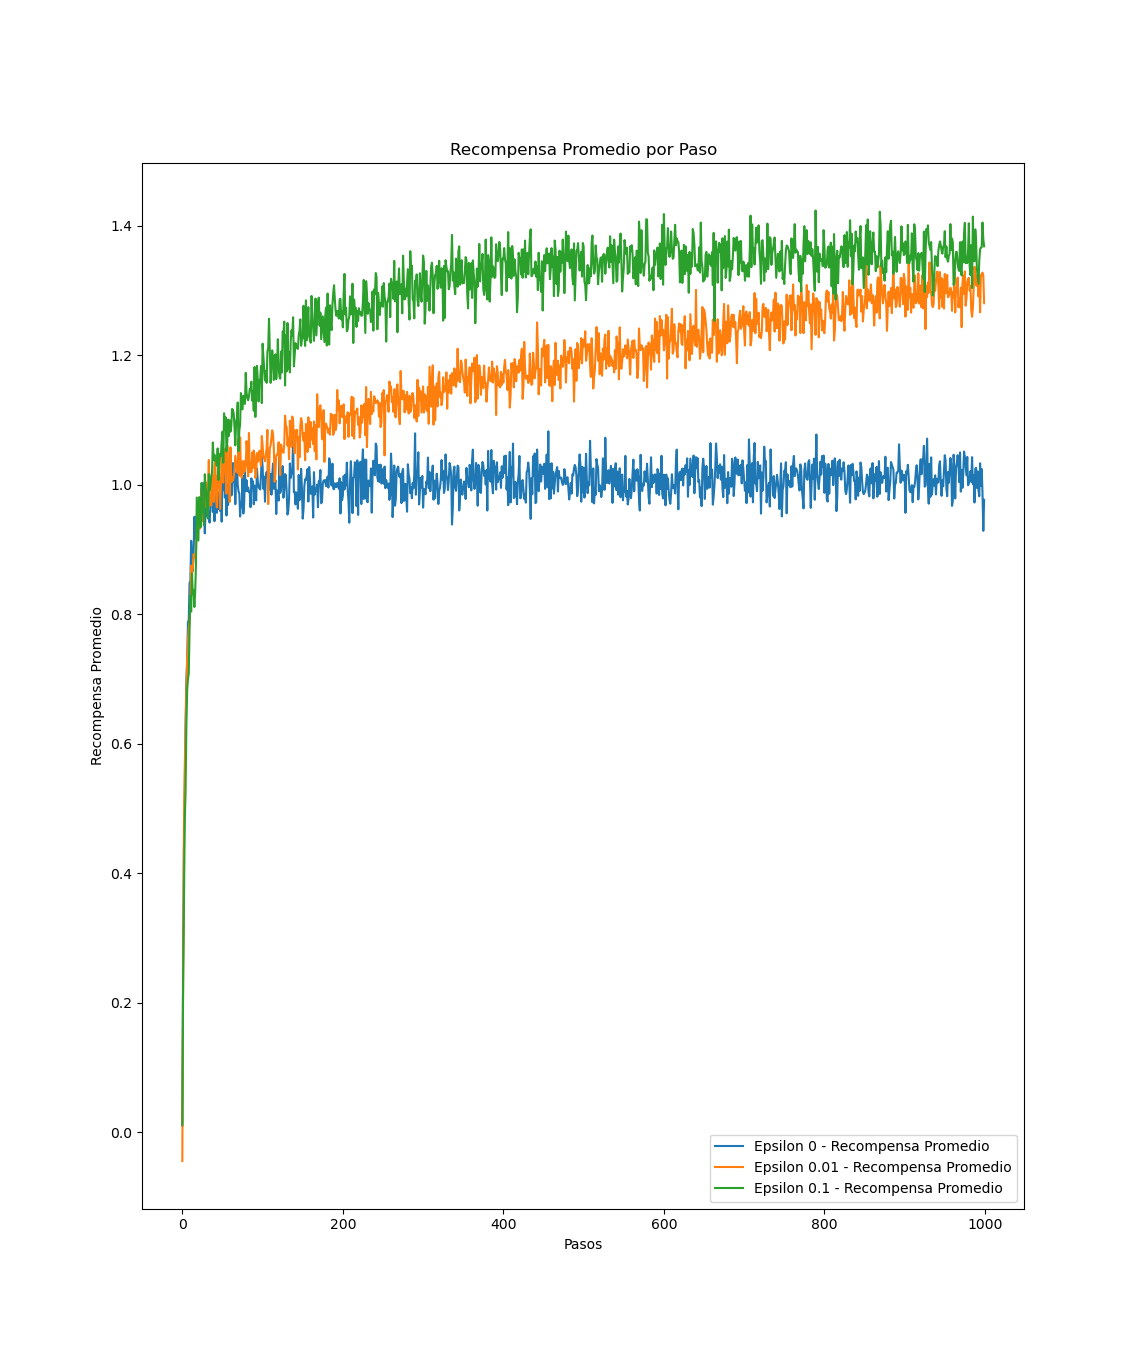 Recompensa Promedio por Paso
1.4
1.2
1.0
0.8
0.6
0.4
0.2
0.0
Recompensa Promedio
Epsilon 0 - Recompensa Promedio
Epsilon 0.01 - Recompensa Promedio
Epsilon 0.1 - Recompensa Promedio
0 200 400 600 800 1000
Pasos